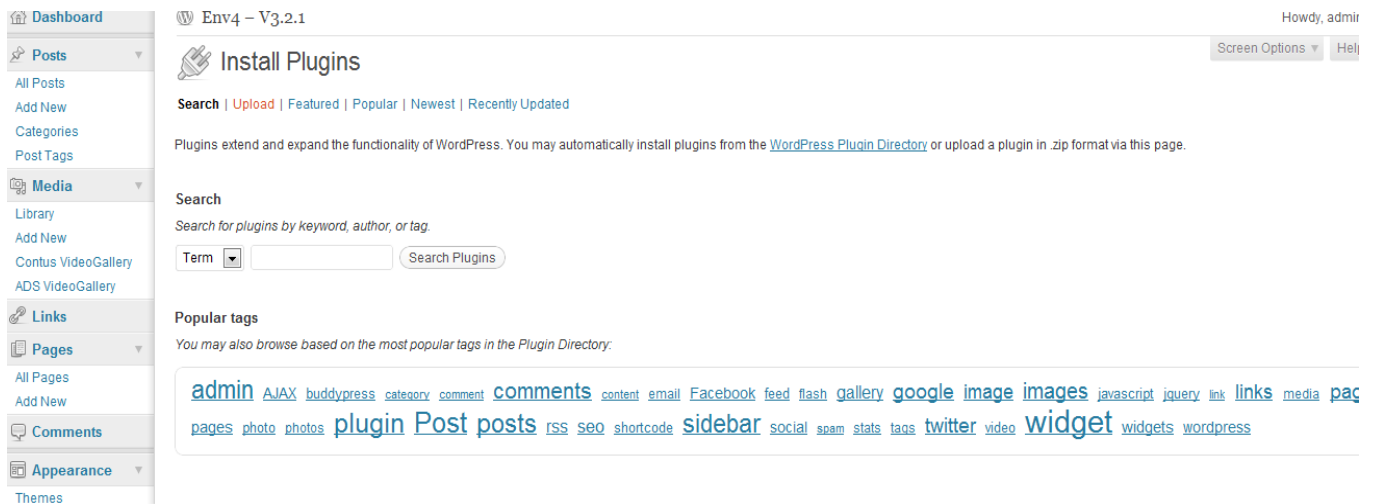 Dashboard
Posts
All Posts
Add New
Categories
Post Tags
Media
Library
Add New
Contus VideoGallery
ADS VideoGallery
Links
Pages
All Pages
Add New
Comments
Appearance
Themes
Env4 – V3.2.1
Howdy, admin
Screen Options
Help
Install Plugins
Search | Upload | Featured | Popular | Newest | Recently Updated
Plugins extend and expand the functionality of WordPress. You may automatically install plugins from the WordPress Plugin Directory or upload a plugin in .zip format via this page.
Search
Search for plugins by keyword, author, or tag.
Term
Search Plugins
Popular tags
You may also browse based on the most popular tags in the Plugin Directory:
admin AJAX buddypress category comment comments content email Facebook feed flash gallery google image images javascript jquery link links media pag
pages photo photos plugin Post posts rss seo shortcode sidebar social spam stats tags twitter video widget widgets wordpress